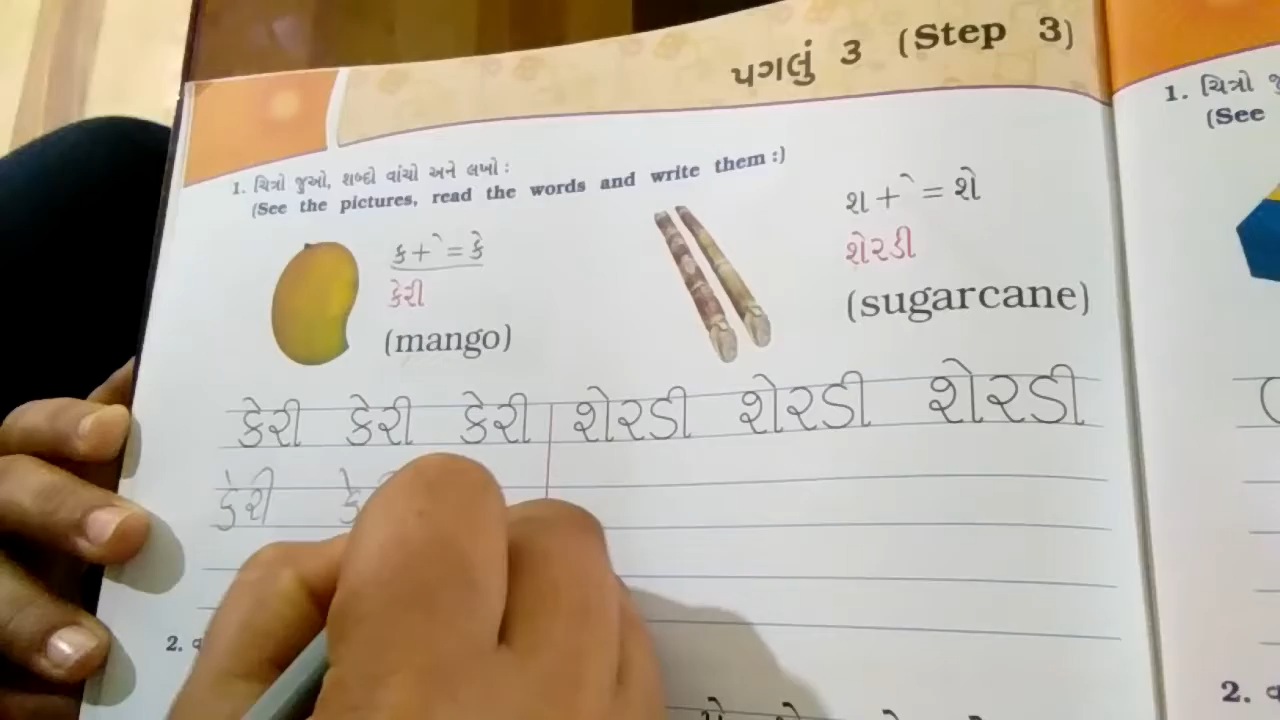 પગલું 3 (Step 3)
1. ચિત્રો જુઓ, શબ્દો વાંચો અને લખો :
(See the pictures, read the words and write them :)
ક + ે = કે
કેરી
(mango)
શ + ે = શે
શેરડી
(sugarcane)
કેરી કેરી કેરી શેરડી શેરડી શેરડી
કેરી કે
2.
1. ચિત્રો
(See
2.